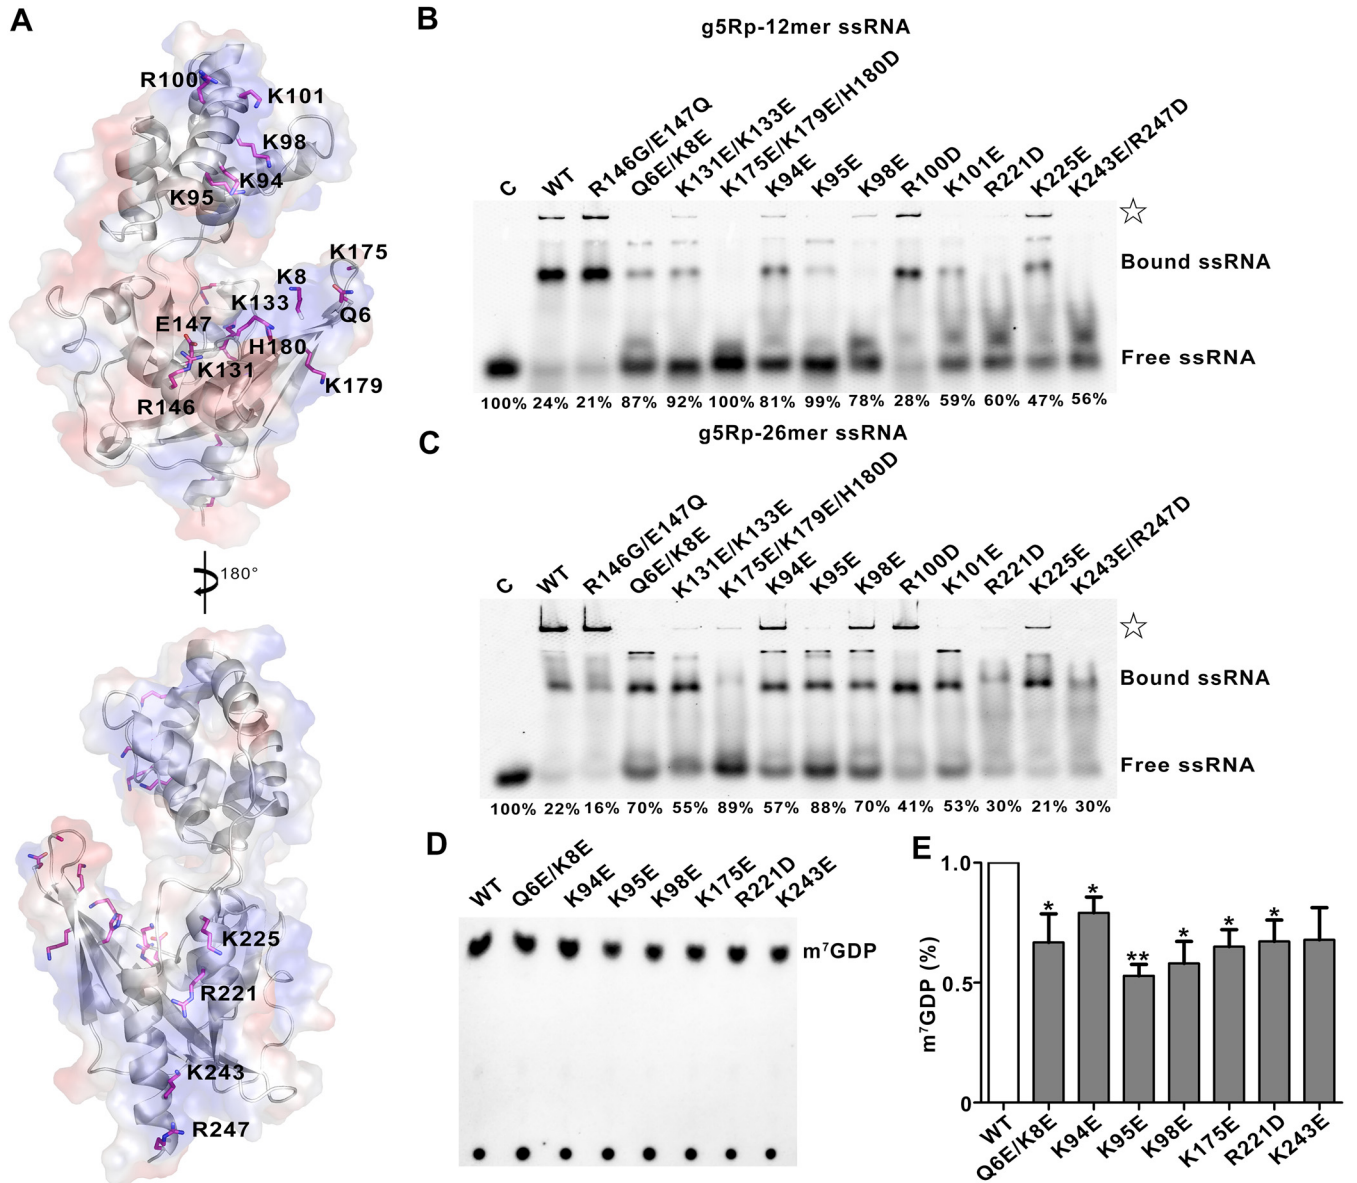 A
R100
K101
K98
K94
K95
K175
K8
K133
Q6
E147
H180
K131
K179
R146
180°
K225
R221
K243
R247
B
g5Rp-12mer ssRNA
C WT R146G/E147Q Q6E/K8E K131E/K133E K175E/K179E/H180D K94E K95E K98E R100D K101E R221D K225E K243E/R247D
☆
Bound ssRNA
Free ssRNA
100% 24% 21% 87% 92% 100% 81% 99% 78% 28% 59% 60% 47% 56%
C
g5Rp-26mer ssRNA
C WT R146G/E147Q Q6E/K8E K131E/K133E K175E/K179E/H180D K94E K95E K98E R100D K101E R221D K225E K243E/R247D
☆
Bound ssRNA
Free ssRNA
100% 22% 16% 70% 55% 89% 57% 88% 70% 41% 53% 30% 21% 30%
D
WT Q6E/K8E K94E K95E K98E K175E R221D K243E
m⁷GDP
E
m⁷GDP (%)
1.0
0.5
0
* * ** * * *
WT Q6E/K8E K94E K95E K98E K175E R221D K243E